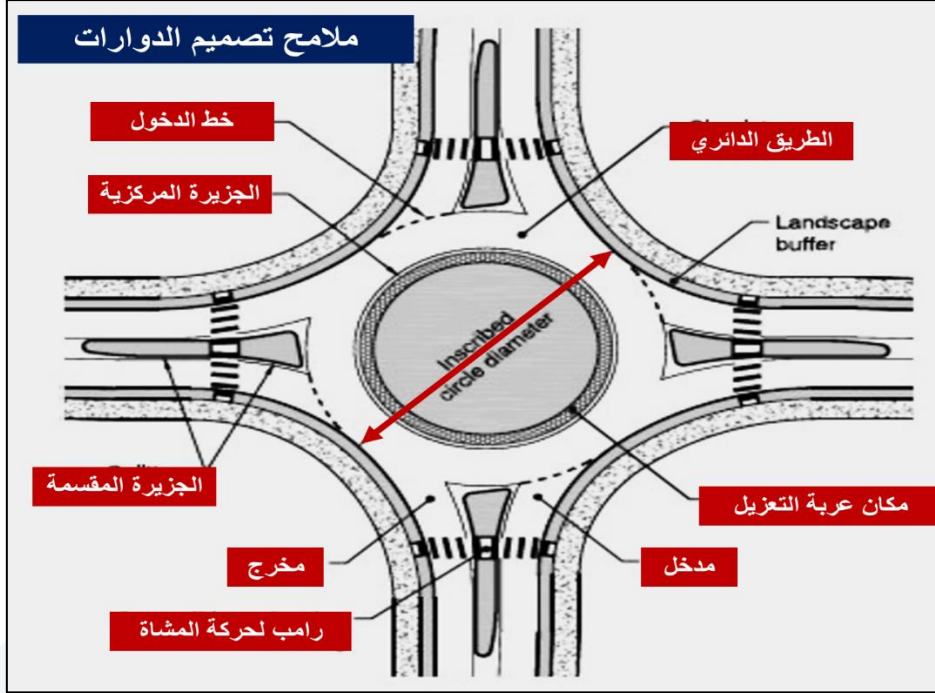 ملامح تصميم الدوارات
خط الدخول
الطريق الدائري
الجزيرة المركزية
Landscape
buffer
Inscribed
circle diameter
الجزيرة المقسمة
مكان عربة التعزيل
مخرج
مدخل
رامب لحركة المشاة